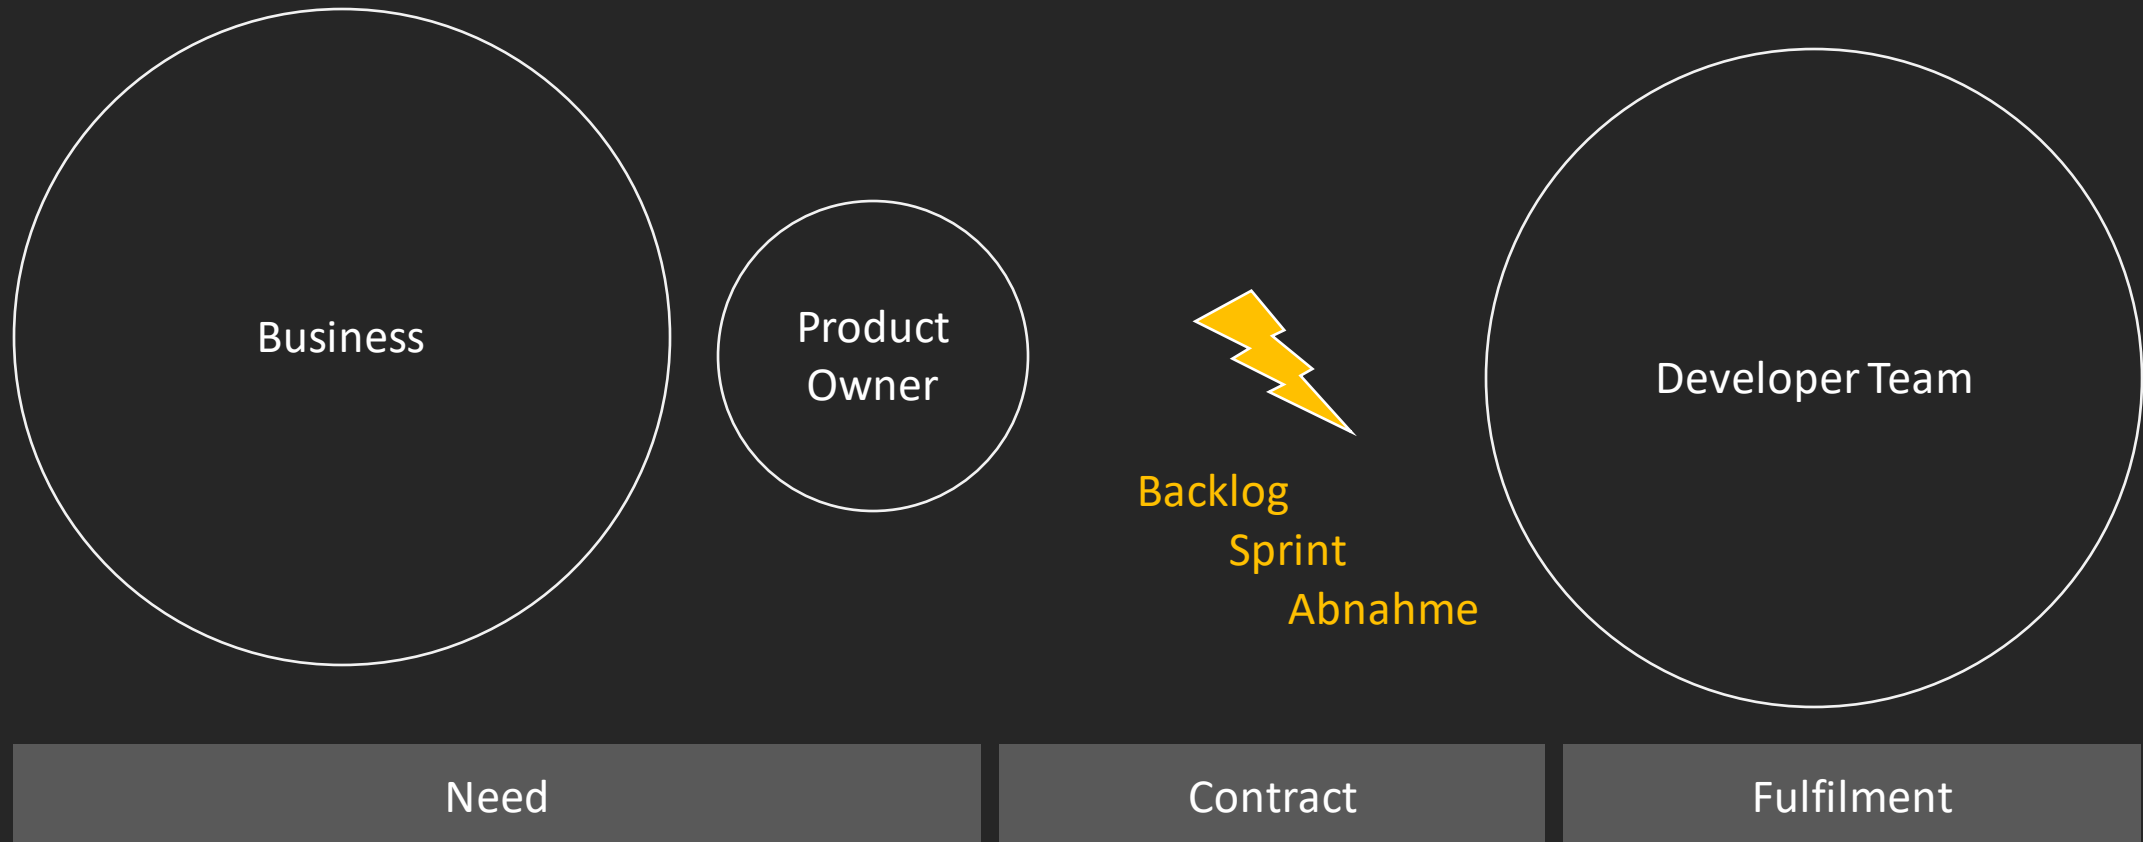 Business
Product
Owner
Developer Team
Backlog
Sprint
Abnahme
Need
Contract
Fulfilment